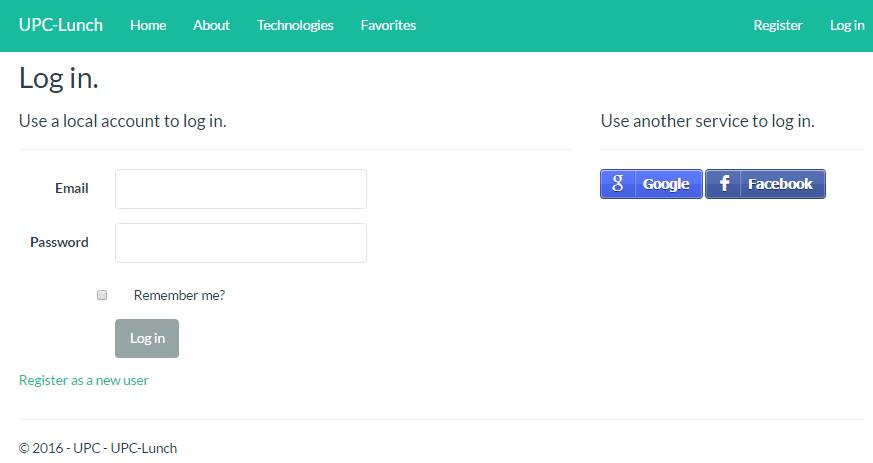 UPC-Lunch Home About Technologies Favorites Register Log in
Log in.
Use a local account to log in.
Email
Password
Remember me?
Log in
Register as a new user
Use another service to log in.
g Google f Facebook
© 2016 - UPC - UPC-Lunch